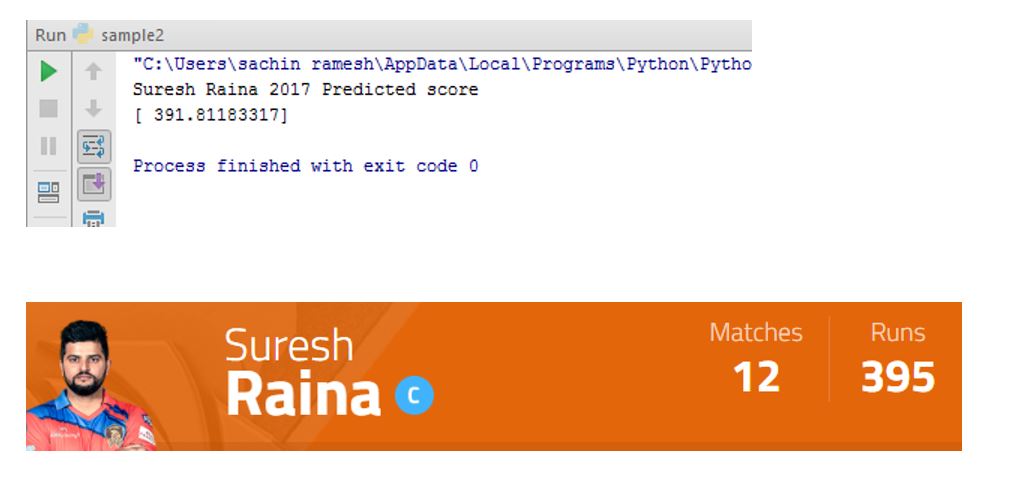 Run sample2
"C:\Users\sachin ramesh\AppData\Local\Programs\Python\Pytho
Suresh Raina 2017 Predicted score
[ 391.81183317]
Process finished with exit code 0
Suresh
Raina C
Matches Runs
12 395